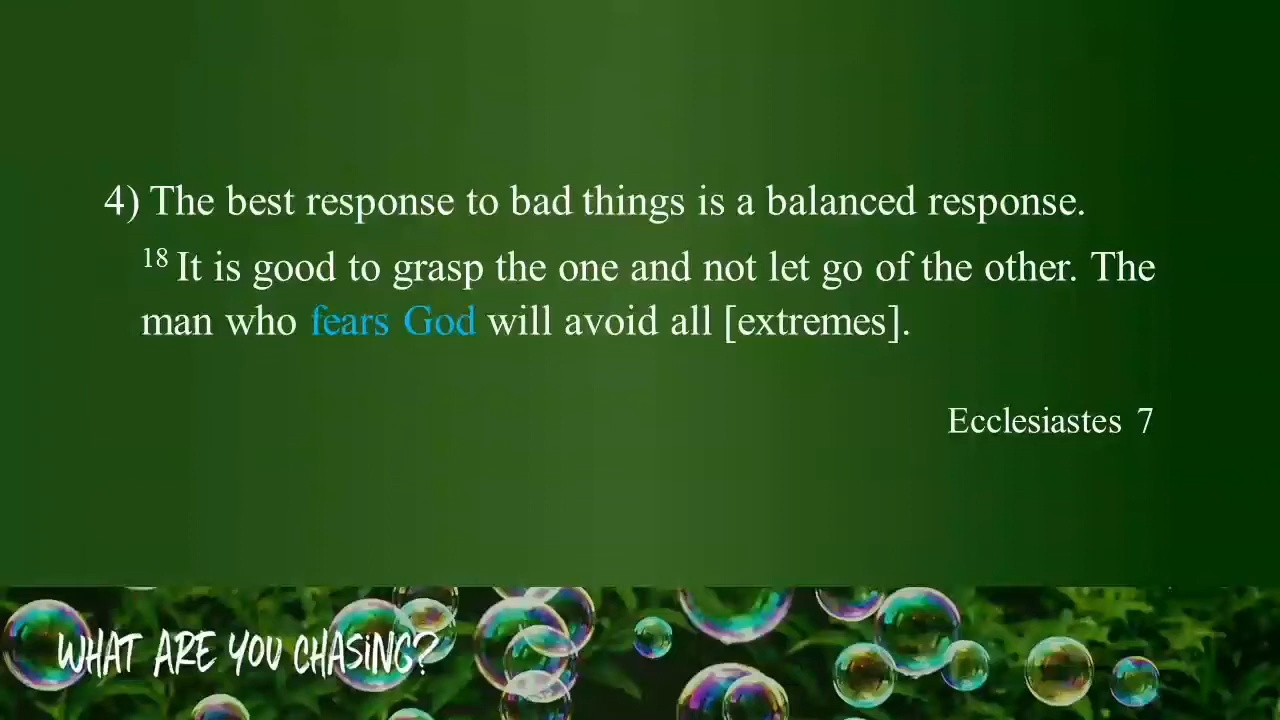 4) The best response to bad things is a balanced response.
18 It is good to grasp the one and not let go of the other. The
man who fears God will avoid all [extremes].
Ecclesiastes 7
WHAT ARE YOU CHASING?